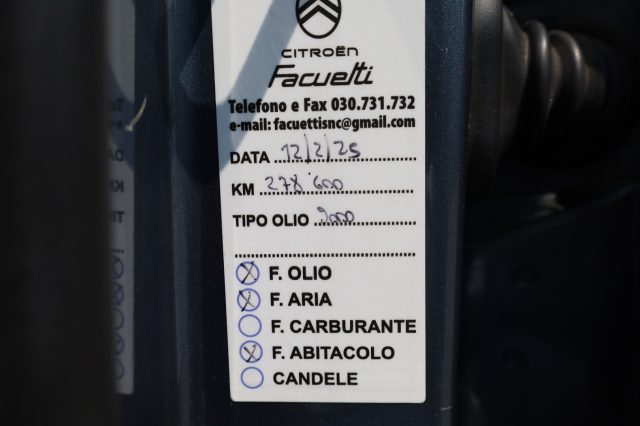 CITROËN
Facuetti
Telefono e Fax 030.731.732
e-mail: facuettisnc@gmail.com
DATA 12/2/25
KM 278 600
TIPO OLIO 9000
F. OLIO
F. ARIA
F. CARBURANTE
F. ABITACOLO
CANDELE